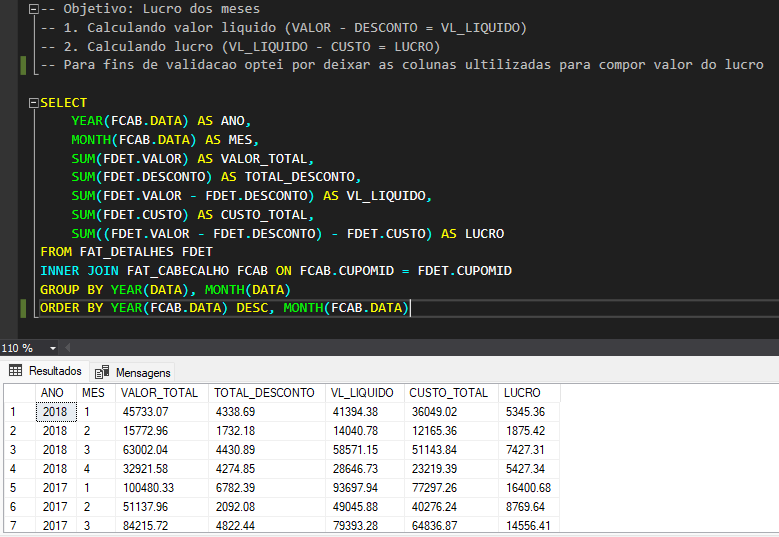 -- Objetivo: Lucro dos meses
-- 1. Calculando valor liquido (VALOR - DESCONTO = VL_LIQUIDO)
-- 2. Calculando lucro (VL_LIQUIDO - CUSTO = LUCRO)
-- Para fins de validacao optei por deixar as colunas ultilizadas para compor valor do lucro
SELECT
YEAR(FCAB.DATA) AS ANO,
MONTH(FCAB.DATA) AS MES,
SUM(FDET.VALOR) AS VALOR_TOTAL,
SUM(FDET.DESCONTO) AS TOTAL_DESCONTO,
SUM(FDET.VALOR - FDET.DESCONTO) AS VL_LIQUIDO,
SUM(FDET.CUSTO) AS CUSTO_TOTAL,
SUM((FDET.VALOR - FDET.DESCONTO) - FDET.CUSTO) AS LUCRO
FROM FAT_DETALHES FDET
INNER JOIN FAT_CABECALHO FCAB ON FCAB.CUPOMID = FDET.CUPOMID
GROUP BY YEAR(DATA), MONTH(DATA)
ORDER BY YEAR(FCAB.DATA) DESC, MONTH(FCAB.DATA)
110 %
Resultados Mensagens
ANO MES VALOR_TOTAL TOTAL_DESCONTO VL_LIQUIDO CUSTO_TOTAL LUCRO
1 2018 1 45733.07 4338.69 41394.38 36049.02 5345.36
2 2018 2 15772.96 1732.18 14040.78 12165.36 1875.42
3 2018 3 63002.04 4430.89 58571.15 51143.84 7427.31
4 2018 4 32921.58 4274.85 28646.73 23219.39 5427.34
5 2017 1 100480.33 6782.39 93697.94 77297.26 16400.68
6 2017 2 51137.96 2092.08 49045.88 40276.24 8769.64
7 2017 3 84215.72 4822.44 79393.28 64836.87 14556.41